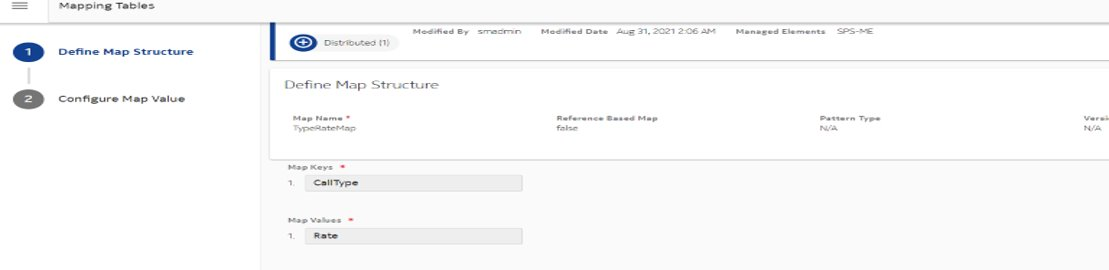 Mapping Tables
1 Define Map Structure
2 Configure Map Value
Distributed (1) Modified By smadmin Modified Date Aug 31, 2021 2:06 AM Managed Elements SPS-ME
Define Map Structure
Map Name * Reference Based Map Pattern Type Versi
TypeRateMap false N/A N/A
Map Keys *
1. CallType
Map Values *
1. Rate